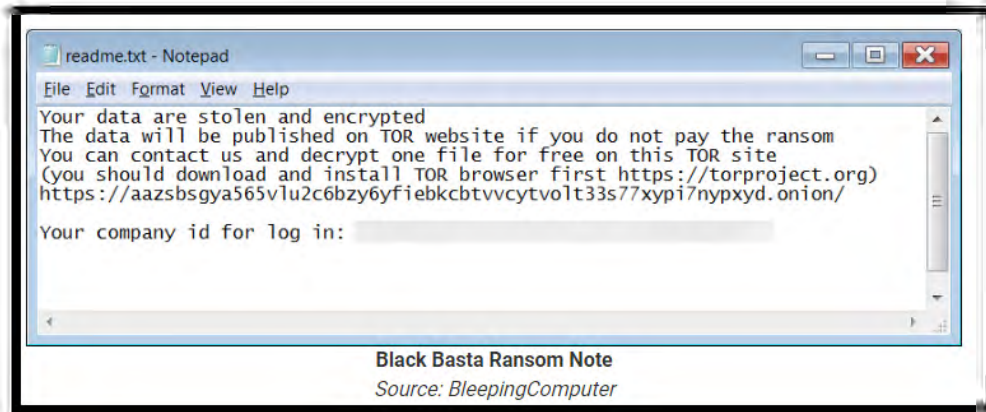 readme.txt - Notepad
File Edit Format View Help
Your data are stolen and encrypted
The data will be published on TOR website if you do not pay the ransom
You can contact us and decrypt one file for free on this TOR site
(you should download and install TOR browser first https://torproject.org)
https://aazsbsgya565vlu2c6bzy6yfiebkcbtvvcytvolt33s77xypi7nypxyd.onion/
Your company id for log in:
Black Basta Ransom Note
Source: BleepingComputer